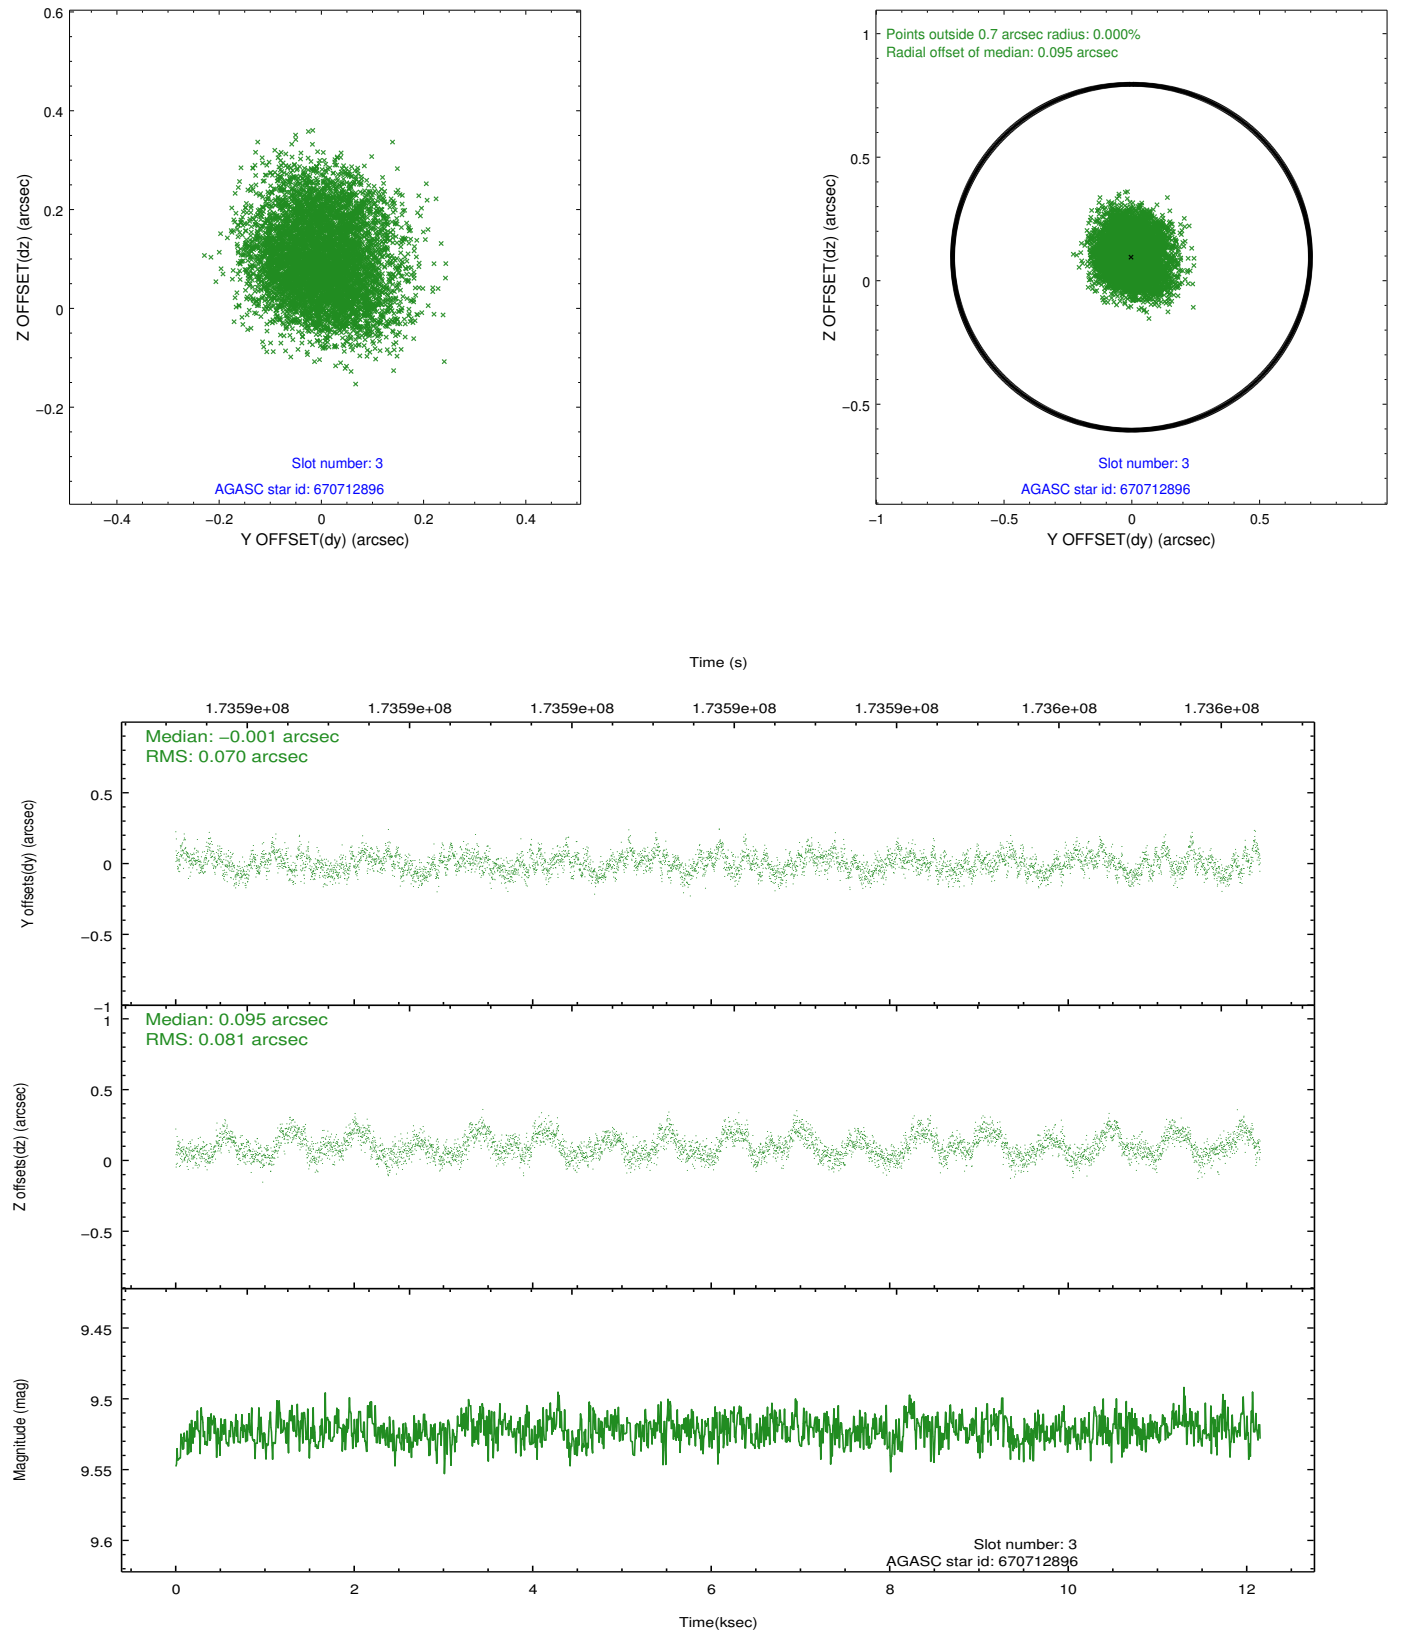 0.6
0.4
0.2
0
−0.2
−0.4
−0.2
0
0.2
0.4
Z OFFSET(dz) (arcsec)
Y OFFSET(dy) (arcsec)
Slot number: 3
AGASC star id: 670712896
Points outside 0.7 arcsec radius: 0.000%
Radial offset of median: 0.095 arcsec
1
0.5
0
−0.5
−1
−0.5
0
0.5
Z OFFSET(dz) (arcsec)
Y OFFSET(dy) (arcsec)
Slot number: 3
AGASC star id: 670712896
Time (s)
1.7359e+08 1.7359e+08 1.7359e+08 1.7359e+08 1.7359e+08 1.736e+08 1.736e+08
Median: −0.001 arcsec
RMS: 0.070 arcsec
0.5
0
−0.5
−1
Y offsets(dy) (arcsec)
Median: 0.095 arcsec
RMS: 0.081 arcsec
1
0.5
0
−0.5
Z offsets(dz) (arcsec)
9.45
9.5
9.55
9.6
Magnitude (mag)
Slot number: 3
AGASC star id: 670712896
0 2 4 6 8 10 12
Time(ksec)